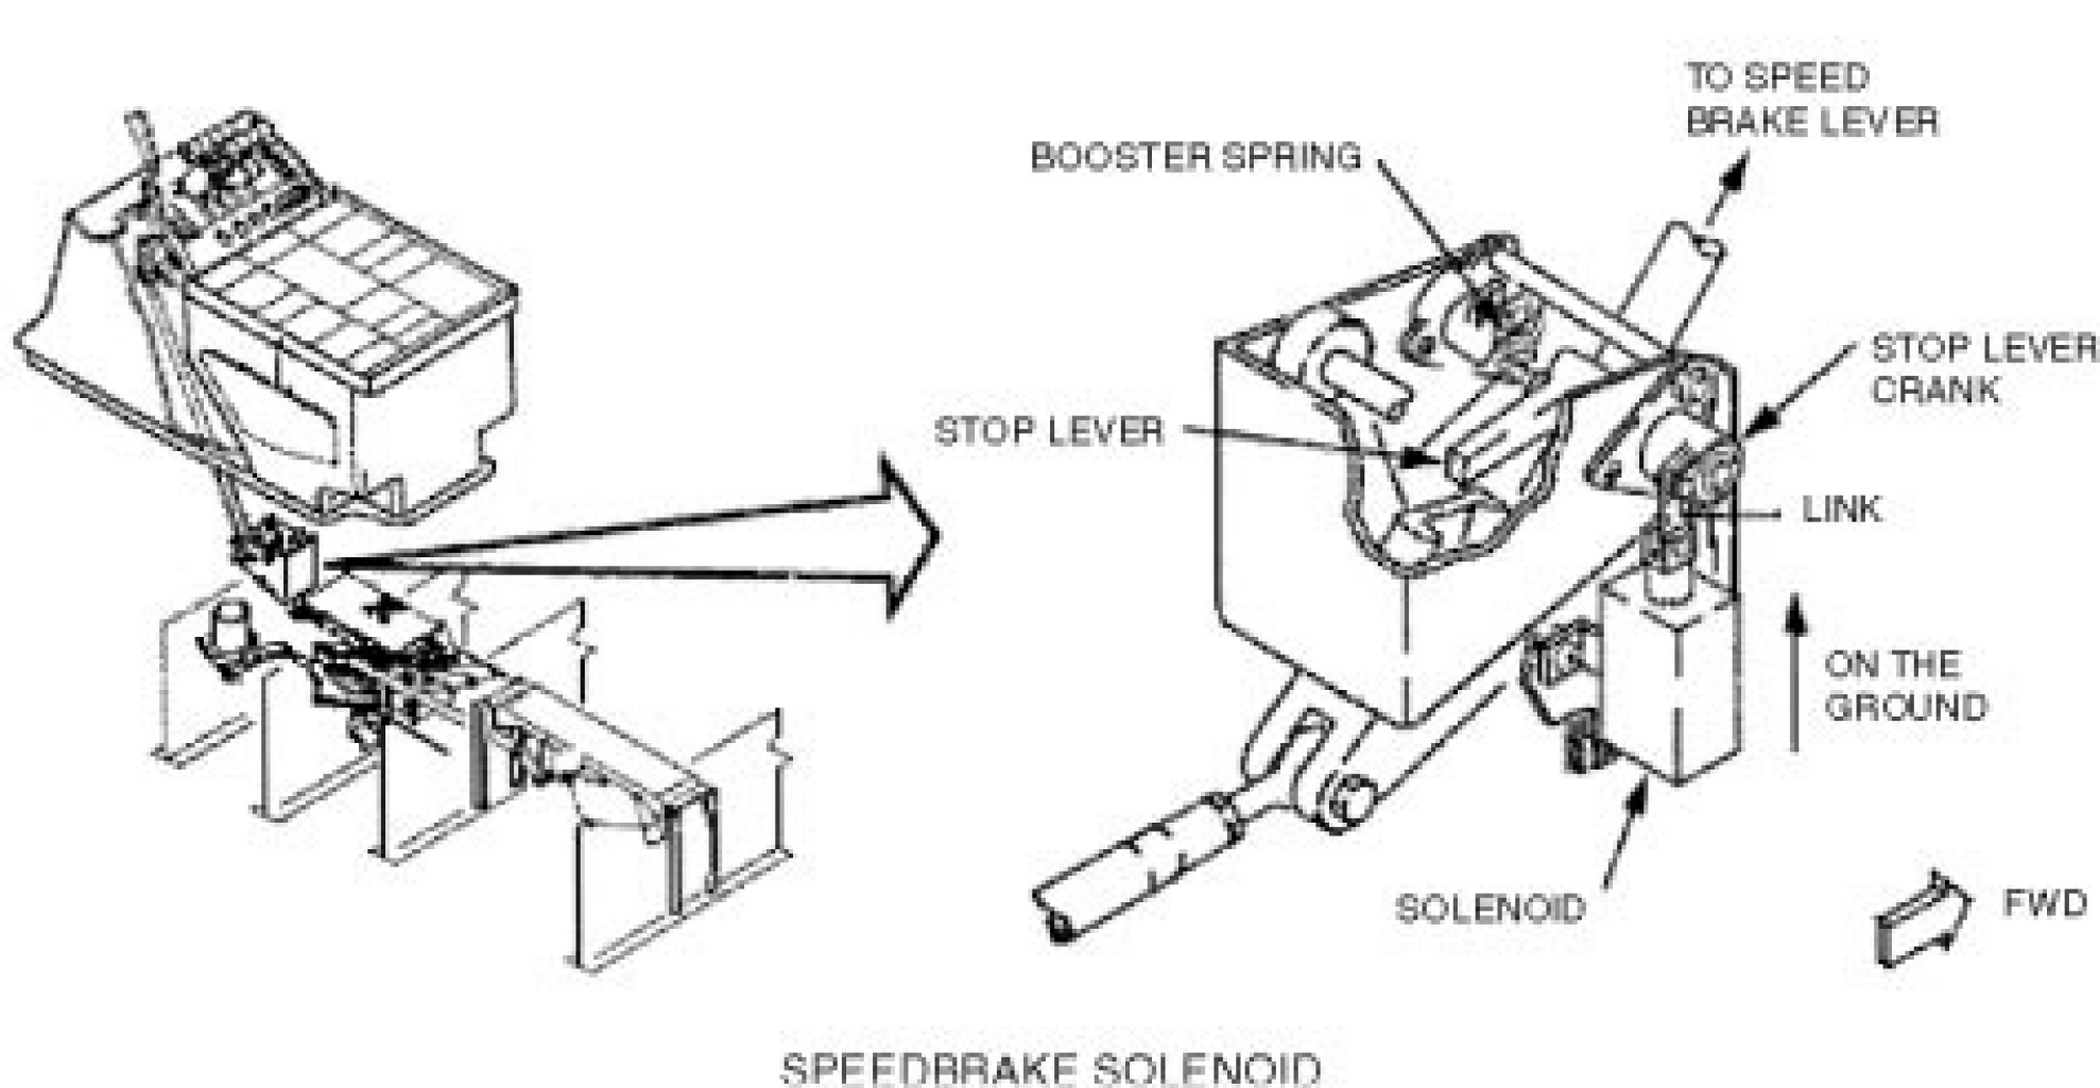 TO SPEED
BRAKE LEVER
BOOSTER SPRING
STOP LEVER
CRANK
STOP LEVER
LINK
ON THE
GROUND
SOLENOID
FWD
SPEEDBRAKE SOLENOID